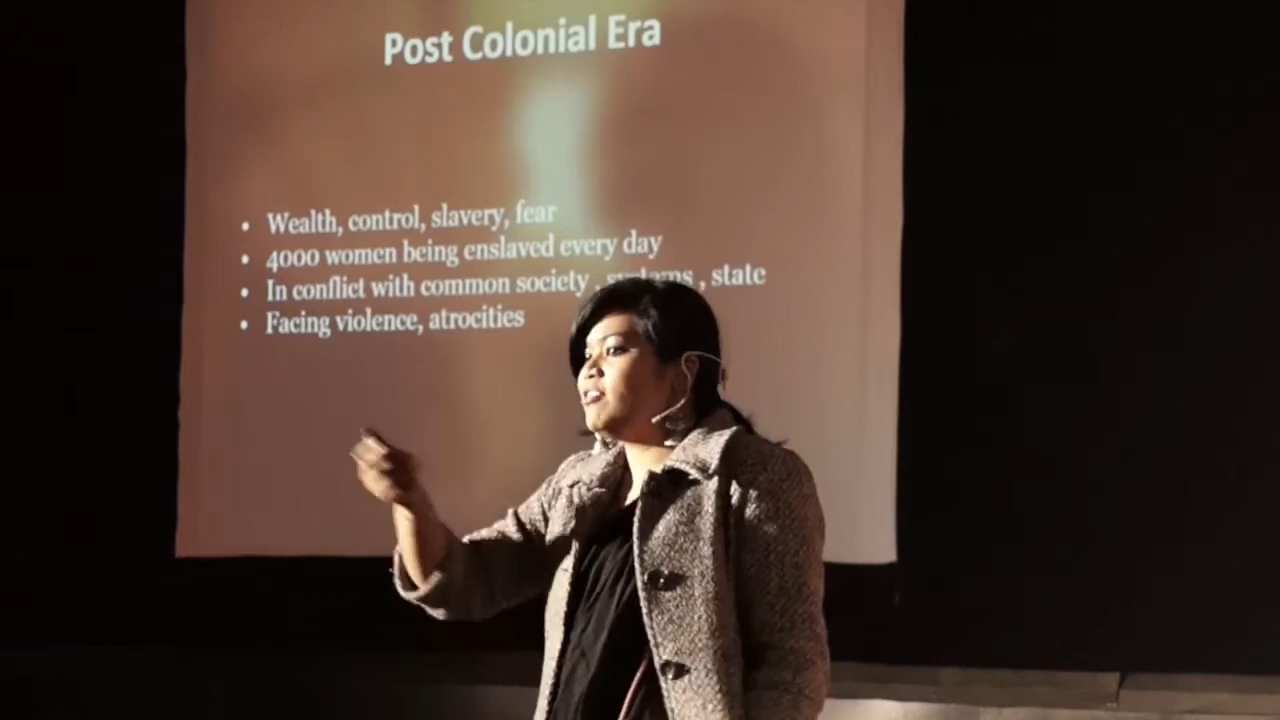 Post Colonial Era
• Wealth, control, slavery, fear
• 4000 women being enslaved every day
• In conflict with common society , systems , state
• Facing violence, atrocities